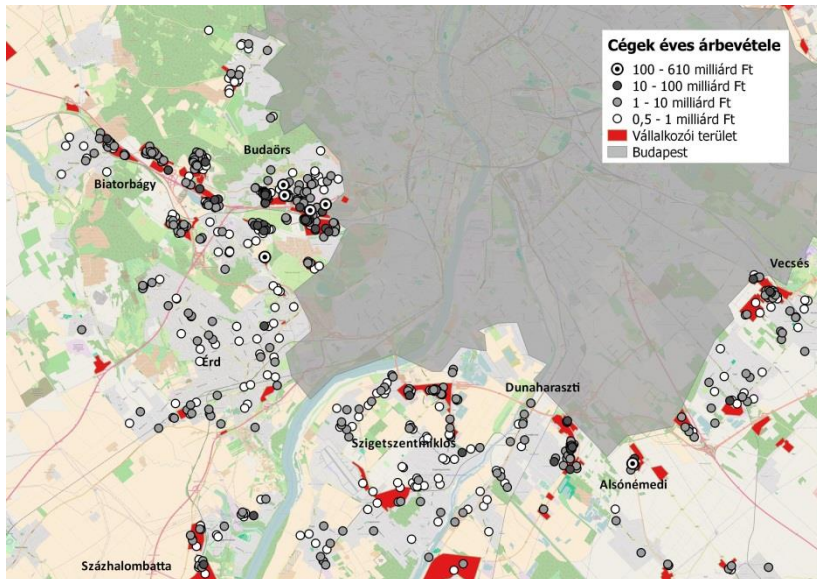 Cégek éves árbevétele
100 - 610 milliárd Ft
10 - 100 milliárd Ft
1 - 10 milliárd Ft
0,5 - 1 milliárd Ft
Vállalkozói terület
Budapest
Budaörs
Biatorbágy
Vecsés
Érd
Dunaharaszti
Szigetszentmiklós
Alsónémedi
Százhalombatta